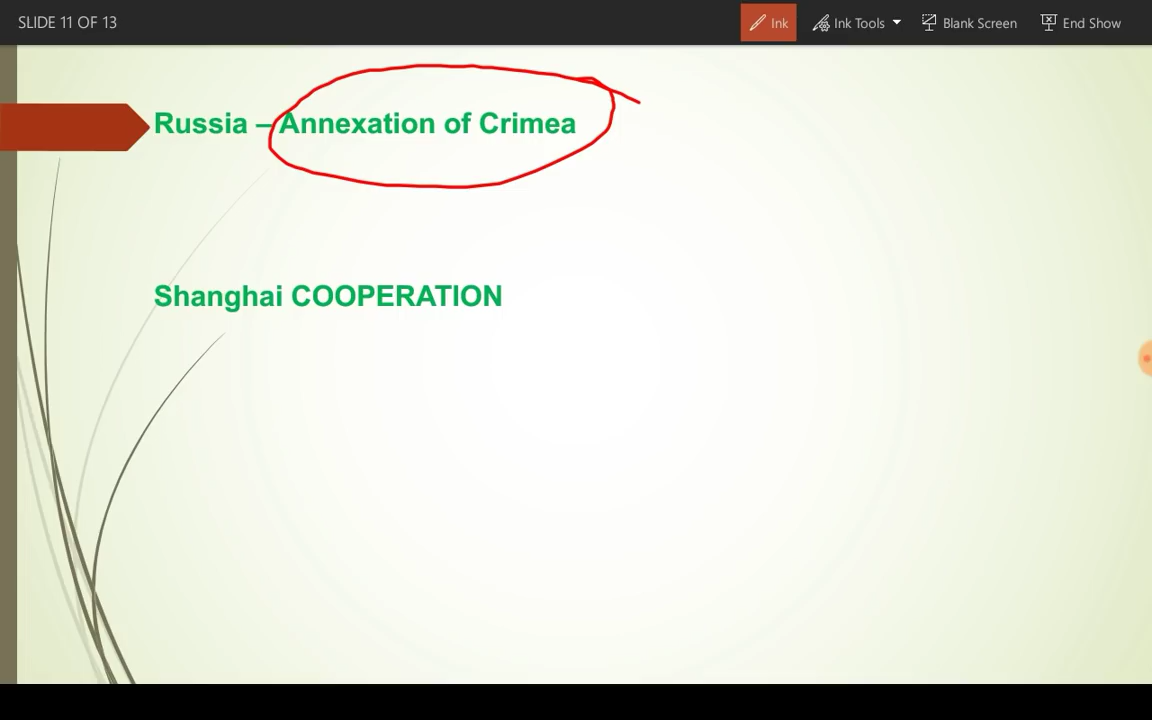 SLIDE 11 OF 13
Ink
Ink Tools
Blank Screen
End Show
Russia – Annexation of Crimea
Shanghai COOPERATION